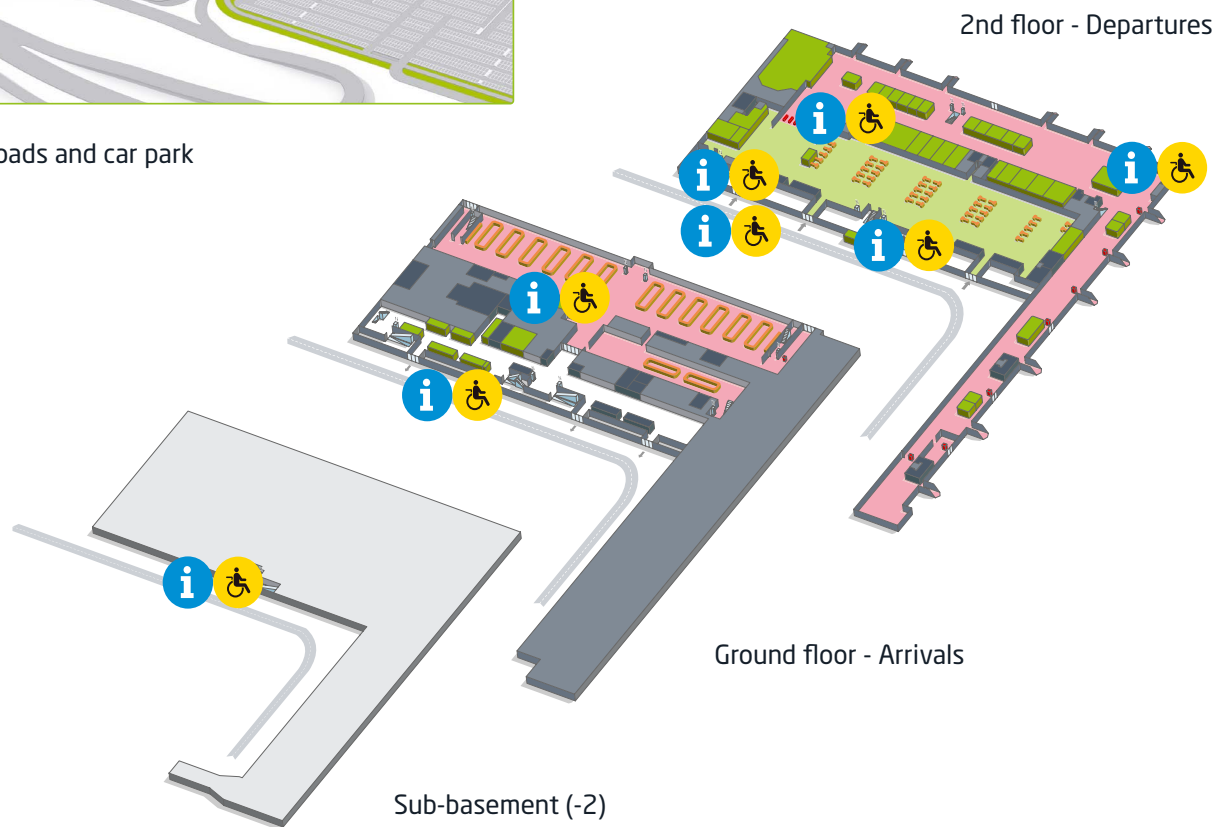 2nd floor - Departures
oads and car park
i
i
i
i
i
i
i
Ground floor - Arrivals
i
Sub-basement (-2)